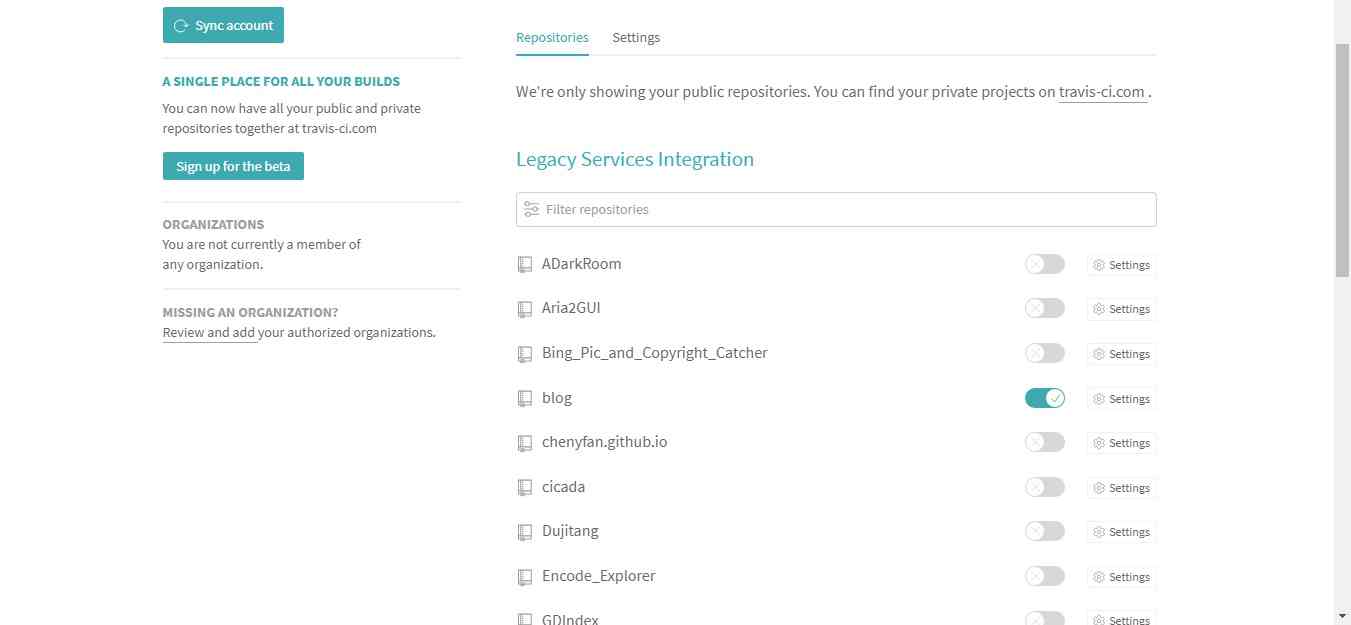 Sync account
A SINGLE PLACE FOR ALL YOUR BUILDS
You can now have all your public and private
repositories together at travis-ci.com
Sign up for the beta
ORGANIZATIONS
You are not currently a member of
any organization.
MISSING AN ORGANIZATION?
Review and add your authorized organizations.
Repositories Settings
We're only showing your public repositories. You can find your private projects on travis-ci.com .
Legacy Services Integration
Filter repositories
ADarkRoom Settings
Aria2GUI Settings
Bing_Pic_and_Copyright_Catcher Settings
blog Settings
chenyfan.github.io Settings
cicada Settings
Dujitang Settings
Encode_Explorer Settings
GDIndex Settings